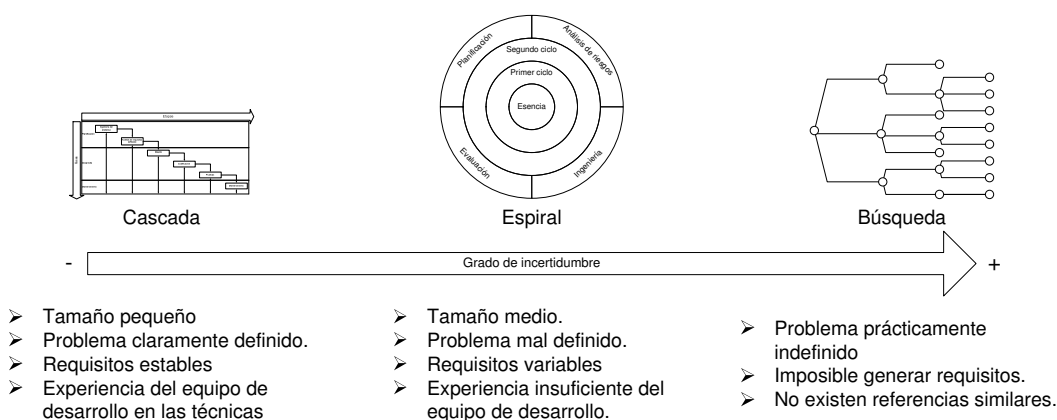 Planificación
Análisis de riesgos
Segundo ciclo
Primer ciclo
Esencia
Evaluación
Ingeniería
Etapas
Cascada
Espiral
Búsqueda
-
Grado de incertidumbre
+
➢ Tamaño pequeño
➢ Problema claramente definido.
➢ Requisitos estables
➢ Experiencia del equipo de
desarrollo en las técnicas
➢ Tamaño medio.
➢ Problema mal definido.
➢ Requisitos variables
➢ Experiencia insuficiente del
equipo de desarrollo.
➢ Problema prácticamente
indefinido
➢ Imposible generar requisitos.
➢ No existen referencias similares.